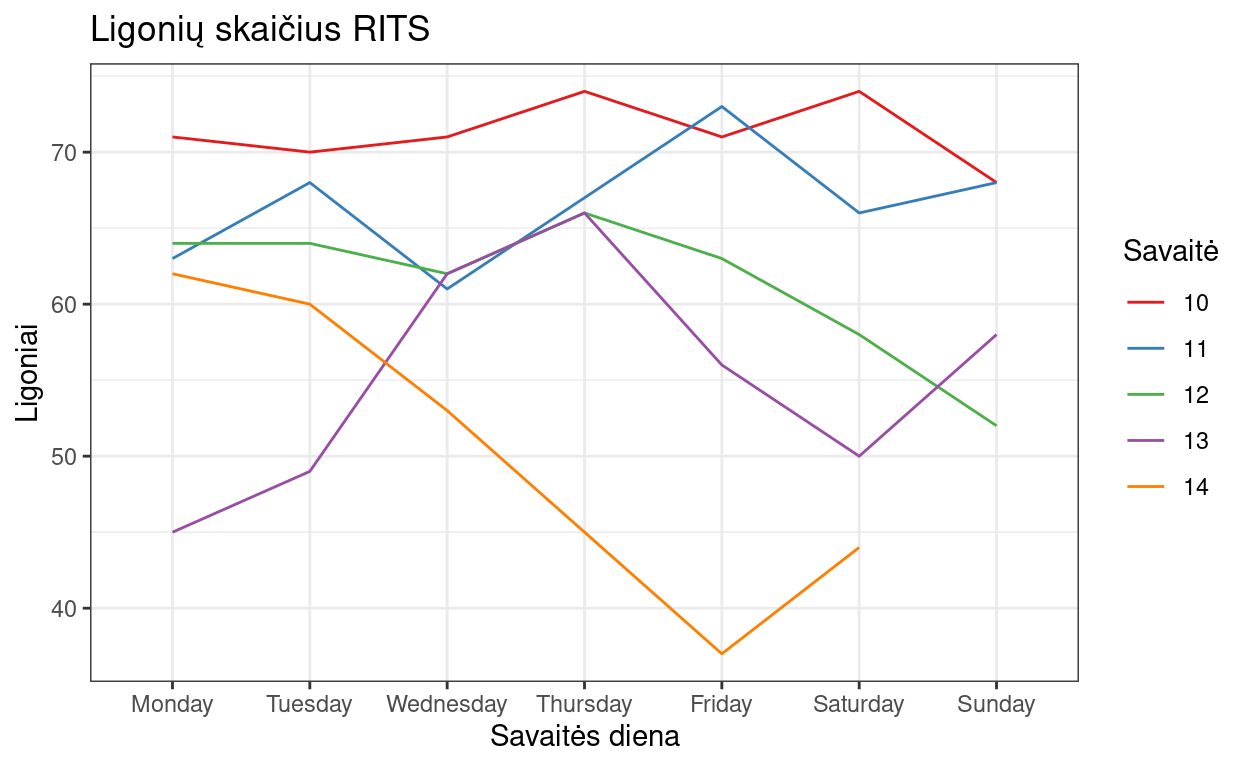 Ligonių skaičius RITS
Ligoniai
70
60
50
40
Monday Tuesday Wednesday Thursday Friday Saturday Sunday
Savaitės diena
Savaitė
10
11
12
13
14